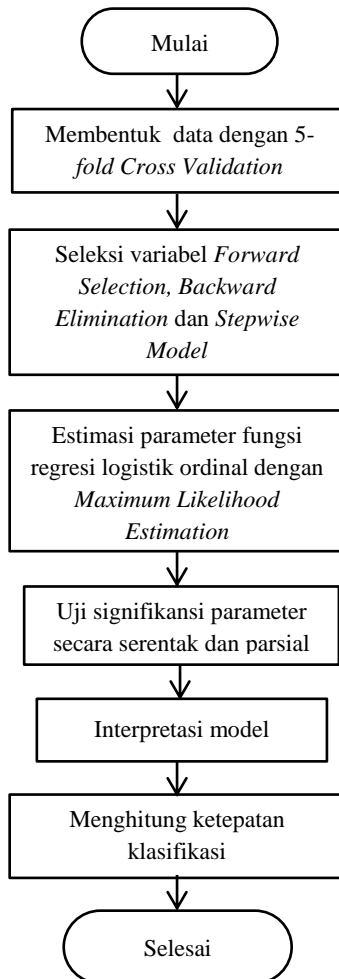 Mulai
Membentuk data dengan 5-
fold Cross Validation
Seleksi variabel Forward
Selection, Backward
Elimination dan Stepwise
Model
Estimasi parameter fungsi
regresi logistik ordinal dengan
Maximum Likelihood
Estimation
Uji signifikansi parameter
secara serentak dan parsial
Interpretasi model
Menghitung ketepatan
klasifikasi
Selesai